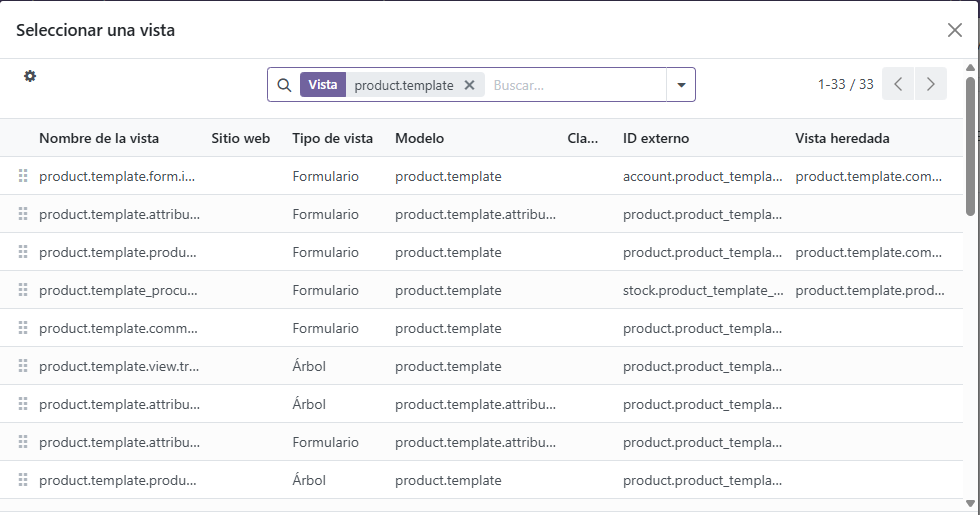 Seleccionar una vista
Vista product.template Buscar... 1-33 / 33
Nombre de la vista Sitio web Tipo de vista Modelo Cla... ID externo Vista heredada
product.template.form.i... Formulario product.template account.product_templa... product.template.com...
product.template.attribu... Formulario product.template.attribu... product.product_templa...
product.template.produ... Formulario product.template product.product_templa... product.template.com...
product.template_procu... Formulario product.template stock.product_template_... product.template.prod...
product.template.comm... Formulario product.template product.product_templa...
product.template.view.tr... Árbol product.template product.product_templa...
product.template.attribu... Árbol product.template.attribu... product.product_templa...
product.template.attribu... Formulario product.template.attribu... product.product_templa...
product.template.produ... Árbol product.template product.product_templa...